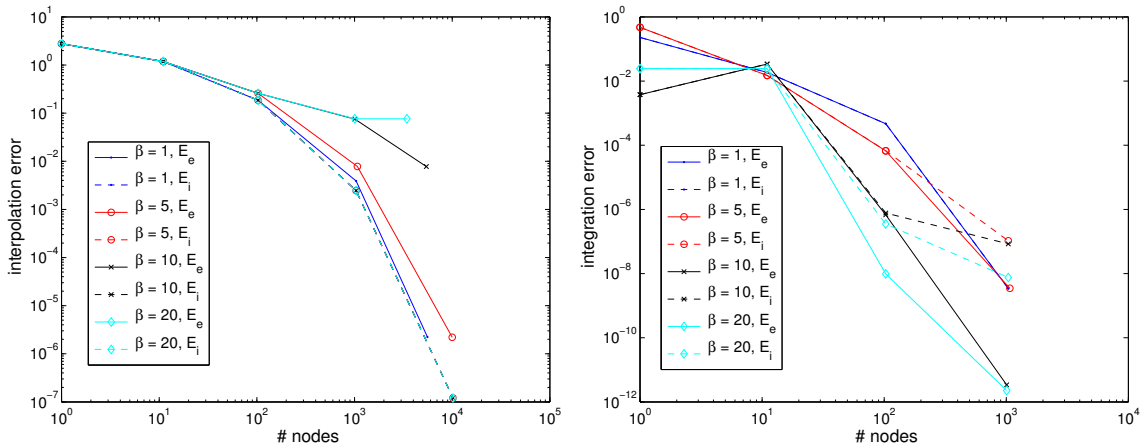 10^1
10^0
10^-1
10^-2
10^-3
10^-4
10^-5
10^-6
10^-7
interpolation error
β = 1, E_e
β = 1, E_i
β = 5, E_e
β = 5, E_i
β = 10, E_e
β = 10, E_i
β = 20, E_e
β = 20, E_i
10^0 10^1 10^2 10^3 10^4 10^5
# nodes
10^0
10^-2
10^-4
10^-6
10^-8
10^-10
10^-12
integration error
β = 1, E_e
β = 1, E_i
β = 5, E_e
β = 5, E_i
β = 10, E_e
β = 10, E_i
β = 20, E_e
β = 20, E_i
10^0 10^1 10^2 10^3 10^4
# nodes